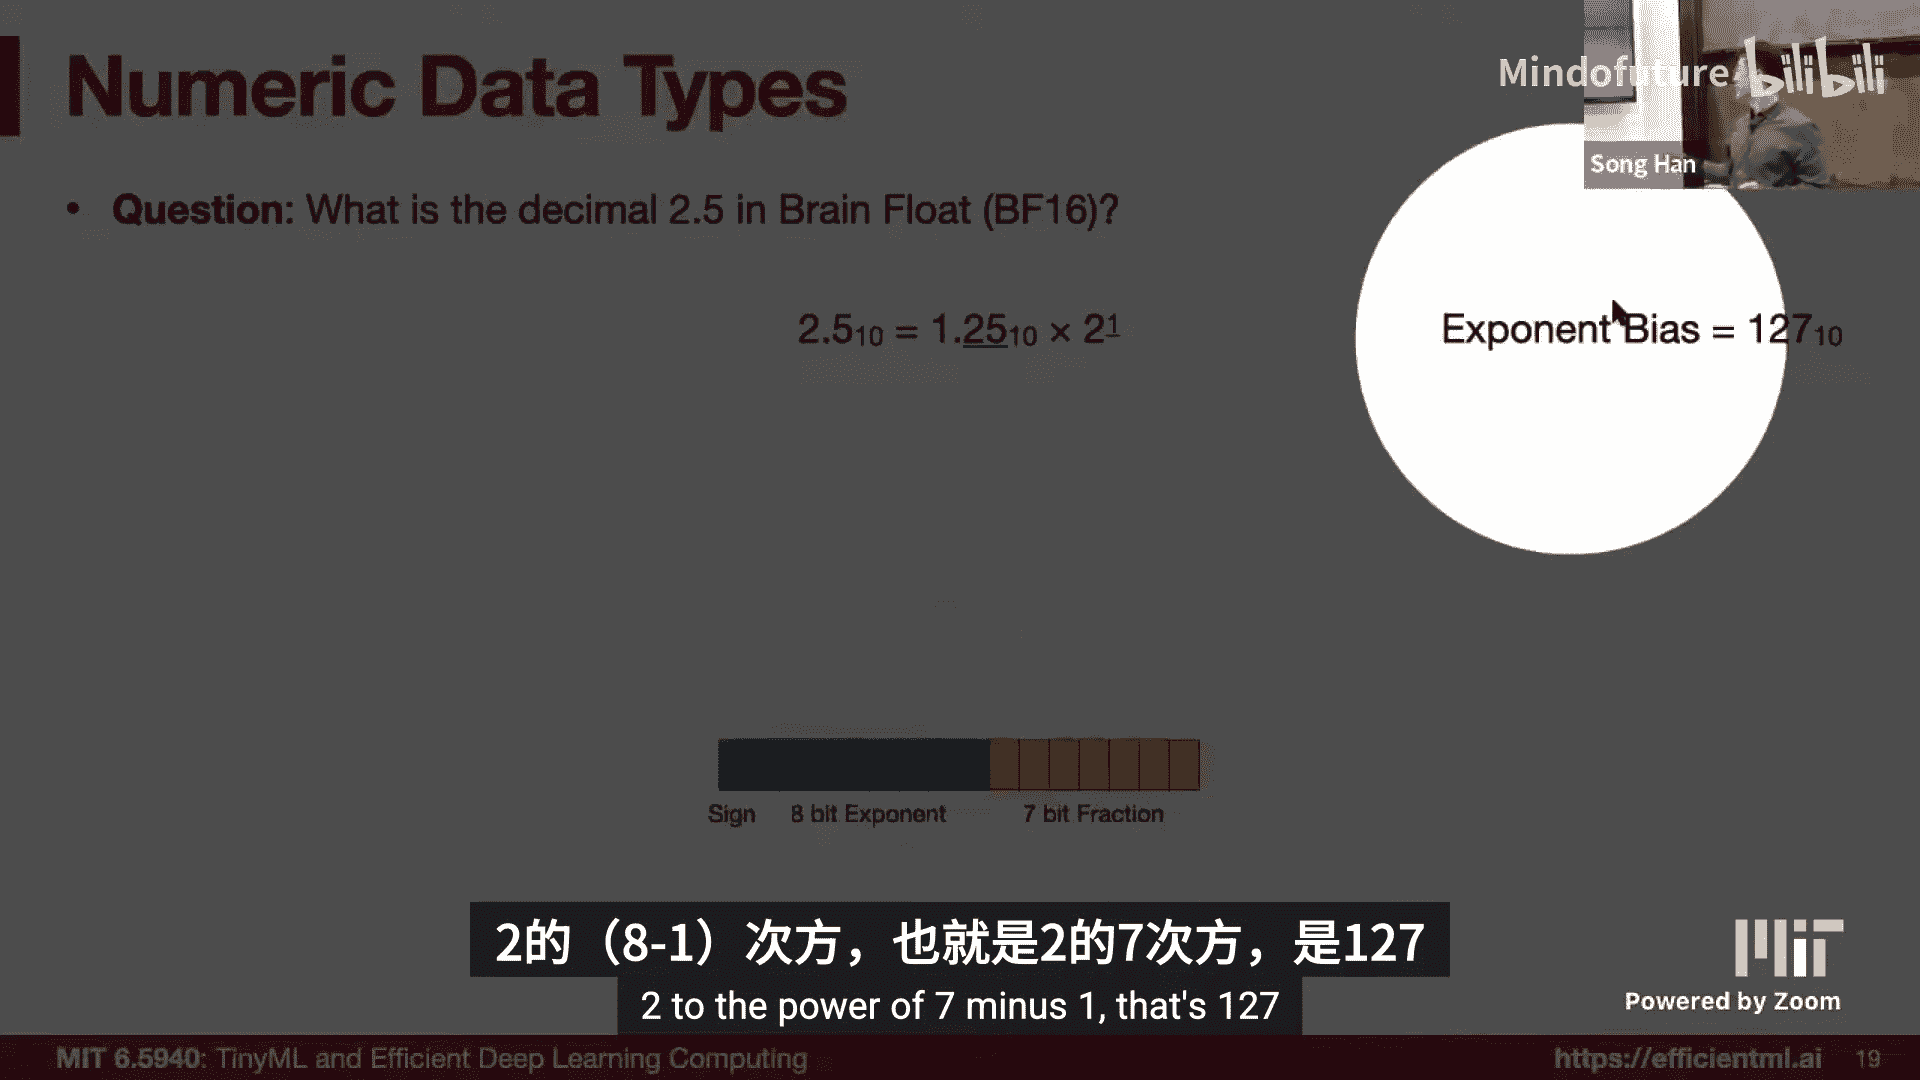 Numeric Data Types
Mindofuture bilibili
Song Han
• Question: What is the decimal 2.5 in Brain Float (BF16)?
2.5₁₀ = 1.25₁₀ × 2¹
Exponent Bias = 127₁₀
Sign 8 bit Exponent 7 bit Fraction
2的（8-1）次方，也就是2的7次方，是127
2 to the power of 7 minus 1, that's 127
MIT
Powered by Zoom
MIT 6.5940: TinyML and Efficient Deep Learning Computing
https://efficientml.ai 19